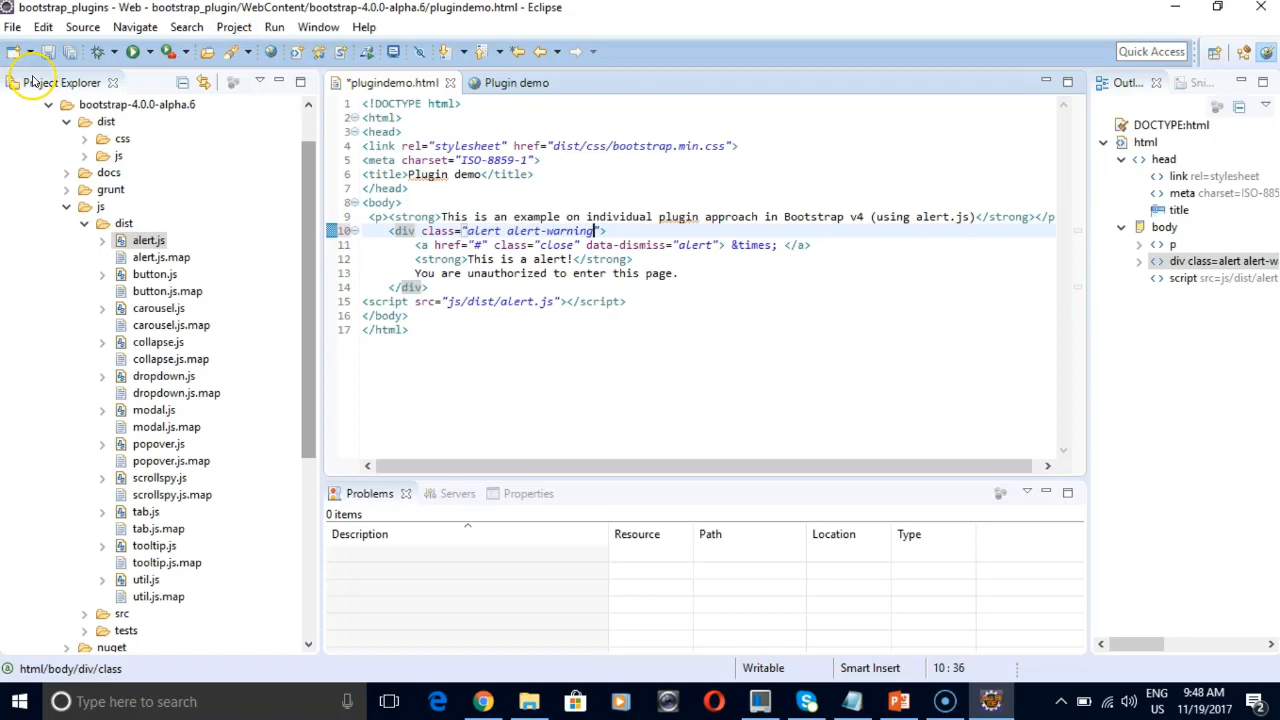 bootstrap_plugins - Web - bootstrap_plugin/WebContent/bootstrap-4.0.0-alpha.6/plugindemo.html - Eclipse
File Edit Source Navigate Search Project Run Window Help
Quick Access
Project Explorer
bootstrap-4.0.0-alpha.6
dist
css
js
docs
grunt
js
dist
alert.js
alert.js.map
button.js
button.js.map
carousel.js
carousel.js.map
collapse.js
collapse.js.map
dropdown.js
dropdown.js.map
modal.js
modal.js.map
popover.js
popover.js.map
scrollspy.js
scrollspy.js.map
tab.js
tab.js.map
tooltip.js
tooltip.js.map
util.js
util.js.map
src
tests
nuget
*plugindemo.html Plugin demo
1 <!DOCTYPE html>
2 <html>
3 <head>
4 <link rel="stylesheet" href="dist/css/bootstrap.min.css">
5 <meta charset="ISO-8859-1">
6 <title>Plugin demo</title>
7 </head>
8 <body>
9 <p><strong>This is an example on individual plugin approach in Bootstrap v4 (using alert.js)</strong></p
10 <div class="alert alert-warning">
11 <a href="#" class="close" data-dismiss="alert"> &times; </a>
12 <strong>This is a alert!</strong>
13 You are unauthorized to enter this page.
14 </div>
15 <script src="js/dist/alert.js"></script>
16 </body>
17 </html>
Problems Servers Properties
0 items
Description Resource Path Location Type
Outl... Sni...
DOCTYPE:html
html
head
link rel=stylesheet
meta charset=ISO-8859
title
body
p
div class=alert alert-w
script src=js/dist/alert
html/body/div/class
Writable Smart Insert 10 : 36
Type here to search
ENG
US
9:48 AM
11/19/2017
2